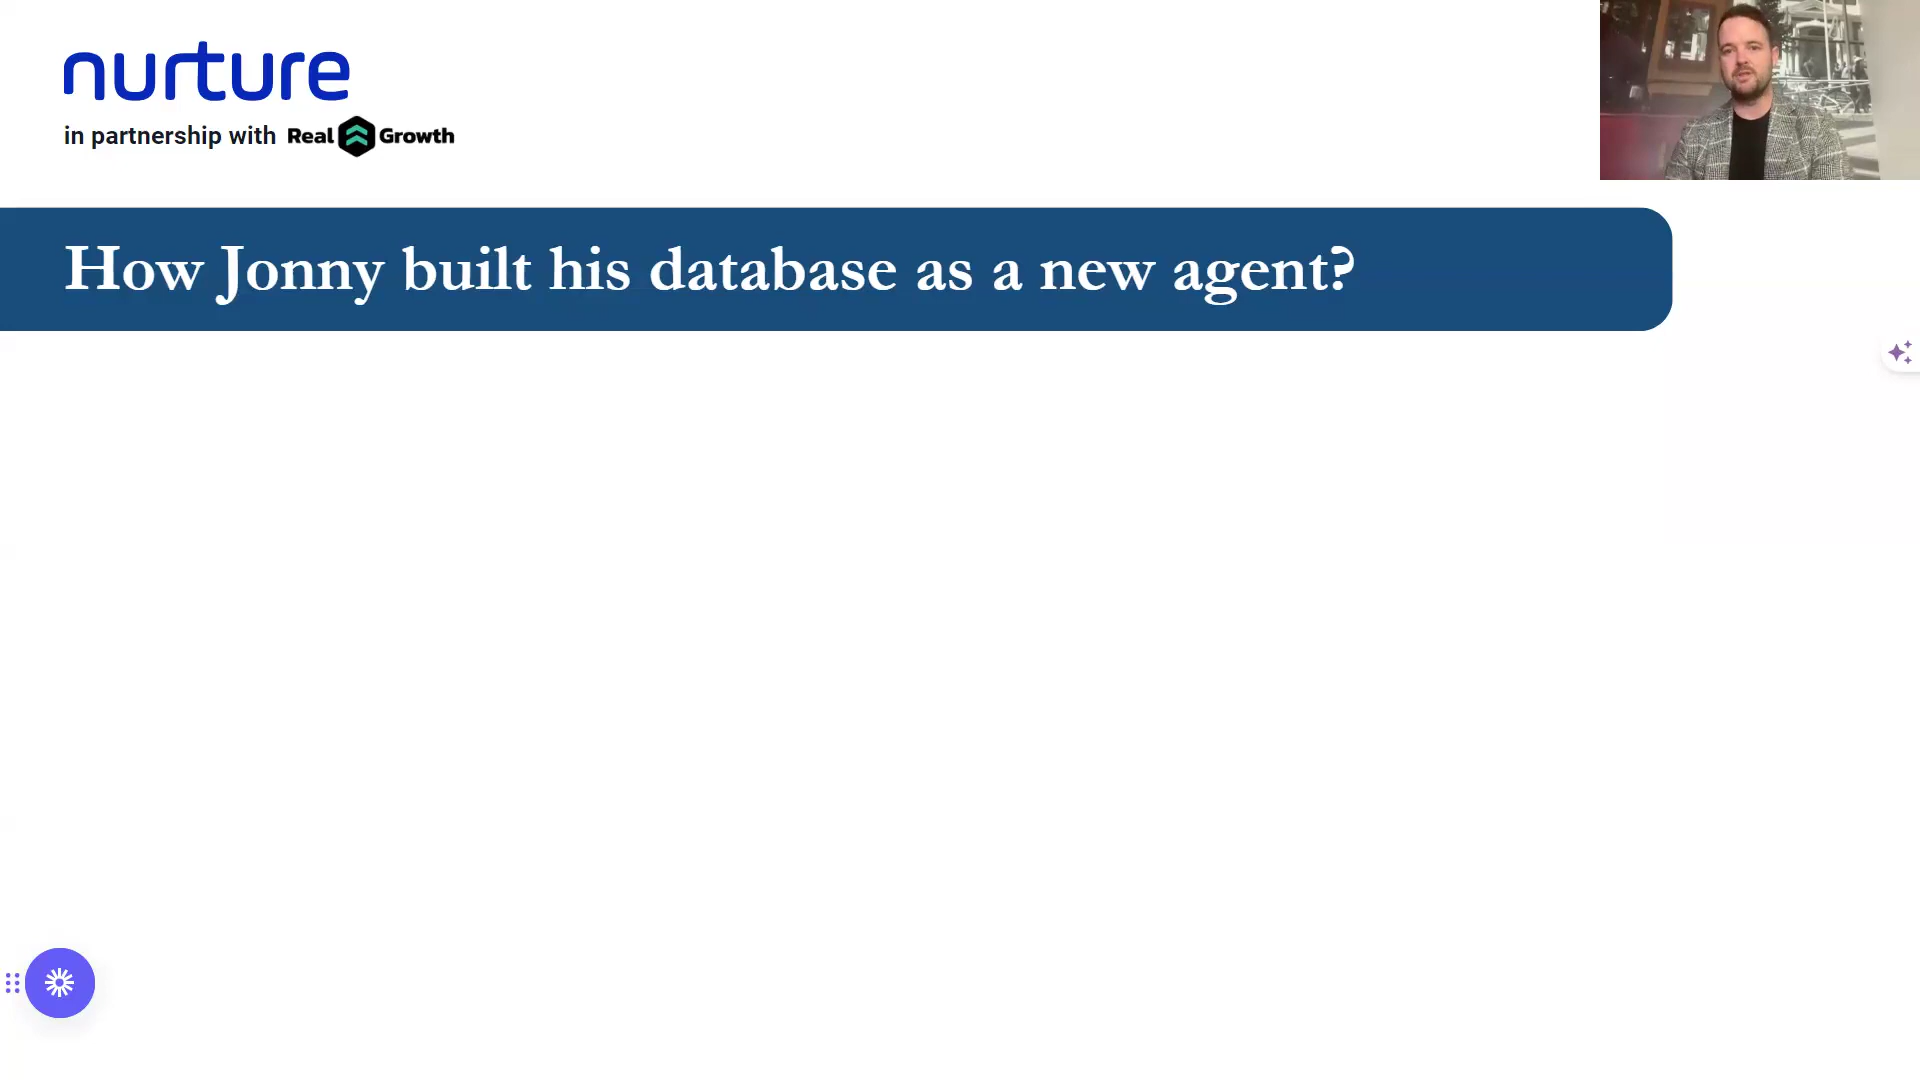 nurture
in partnership with Real Growth
How Jonny built his database as a new agent?